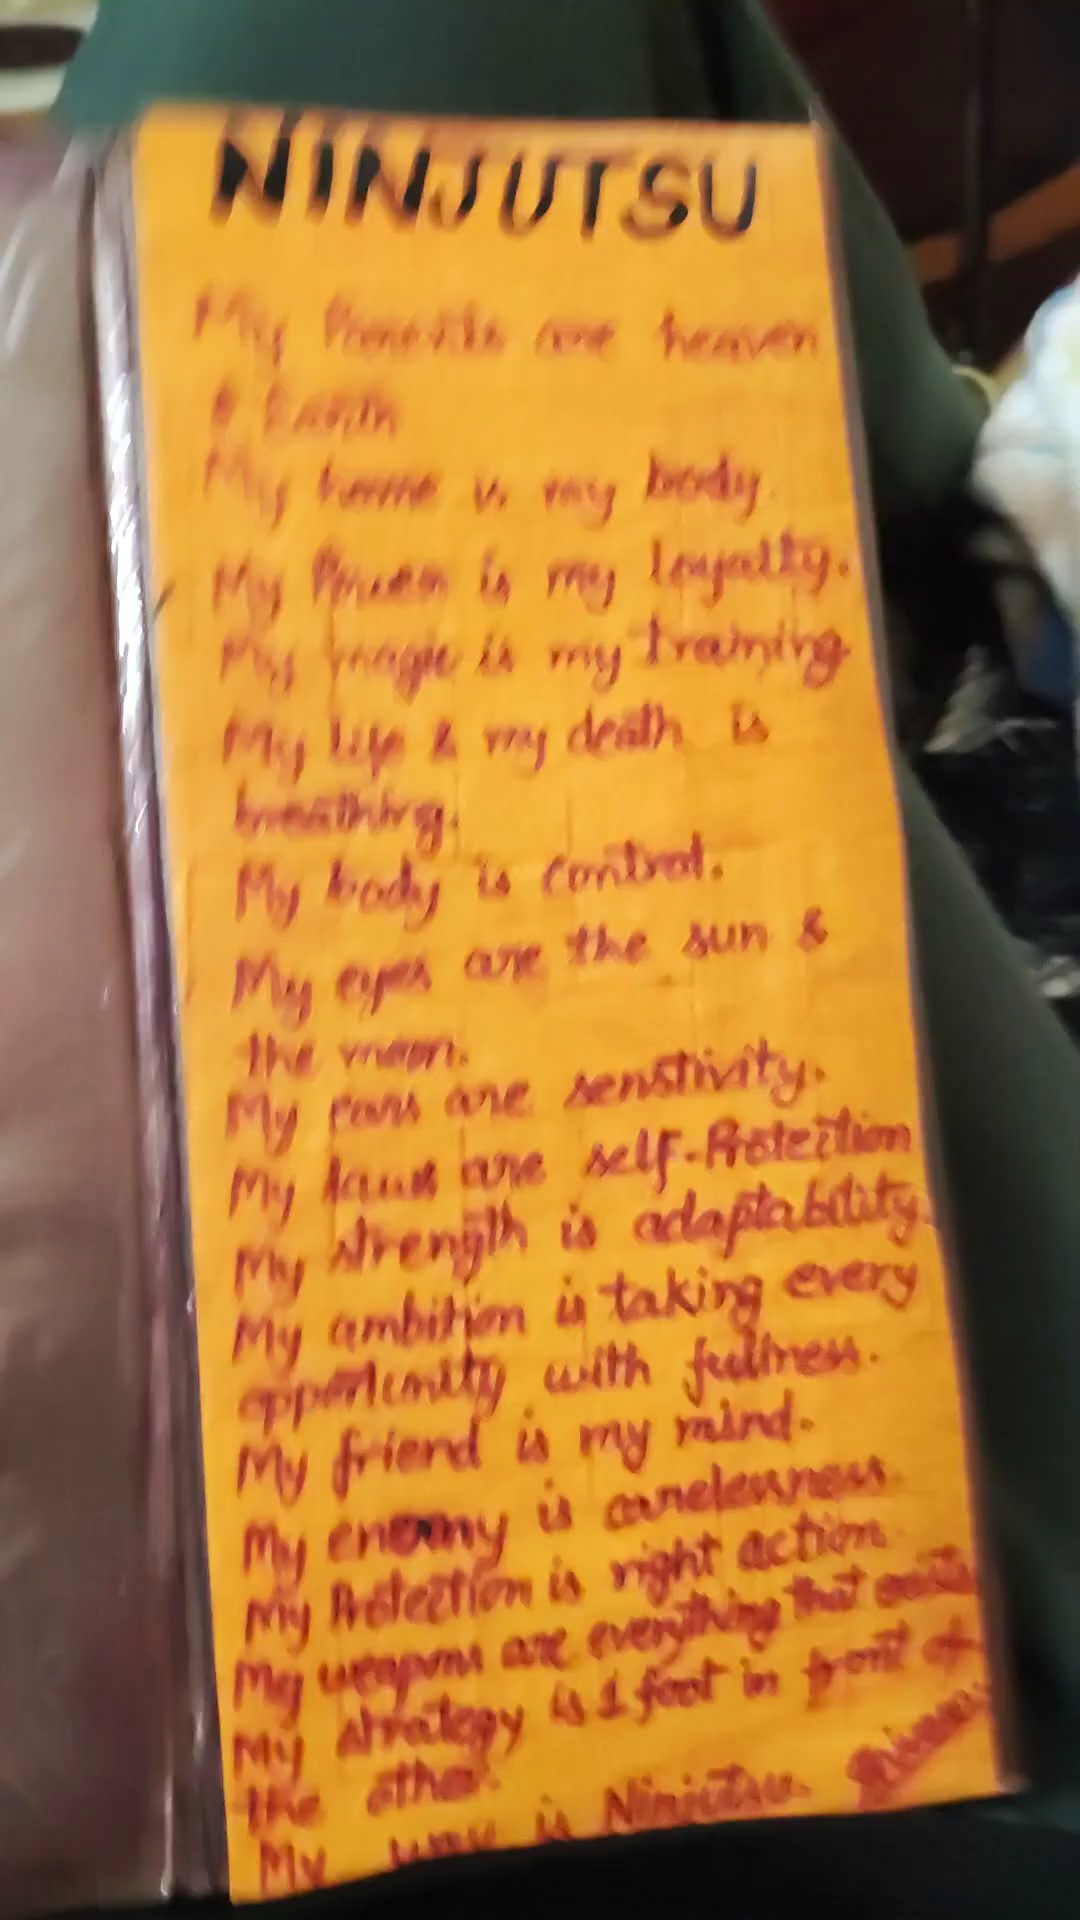 NINJUTSU
My Parents are heaven
& Earth
My home is my body.
My Power is my loyalty.
My magic is my training.
My life & my death is
breathing.
My body is control.
My eyes are the sun &
the moon.
My ears are senstivity.
My laws are self-Protection
My strength is adaptability.
My ambition is taking every
opportunity with fullness.
My friend is my mind.
My enemy is carelessness
My Protection is right action
My weapons are everything that exists
My strategy is 1 foot in front of
the other.
My way is Ninjutsu.